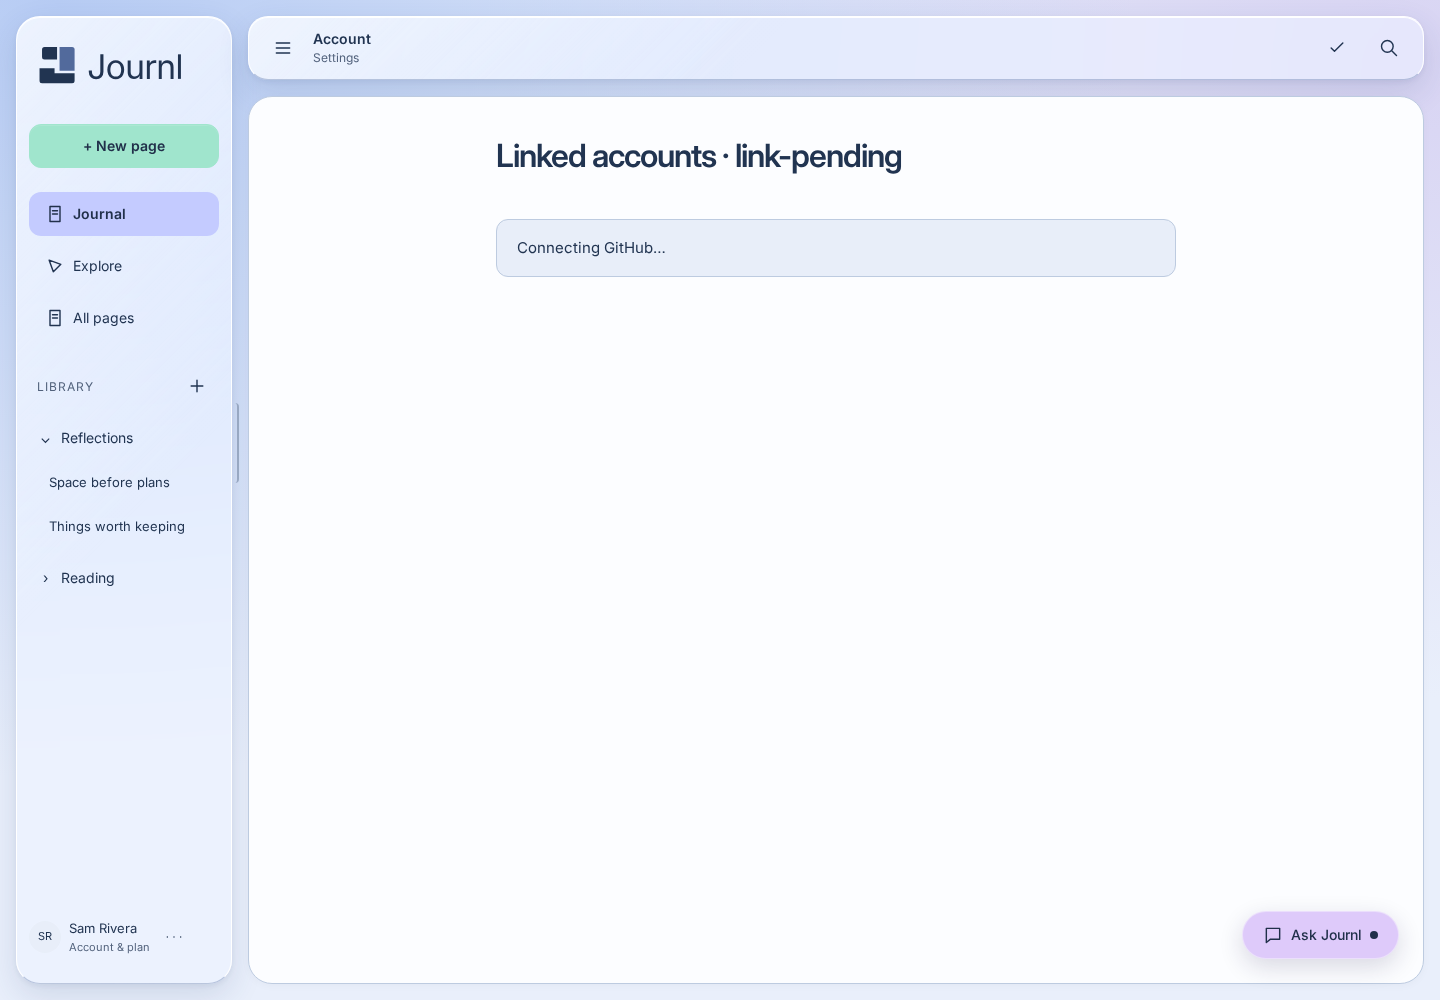 Journl
+ New page
Journal
Explore
All pages
LIBRARY
Reflections
Space before plans
Things worth keeping
Reading
SR
Sam Rivera
Account & plan
...
Account
Settings
Linked accounts · link-pending
Connecting GitHub...
Ask Journl